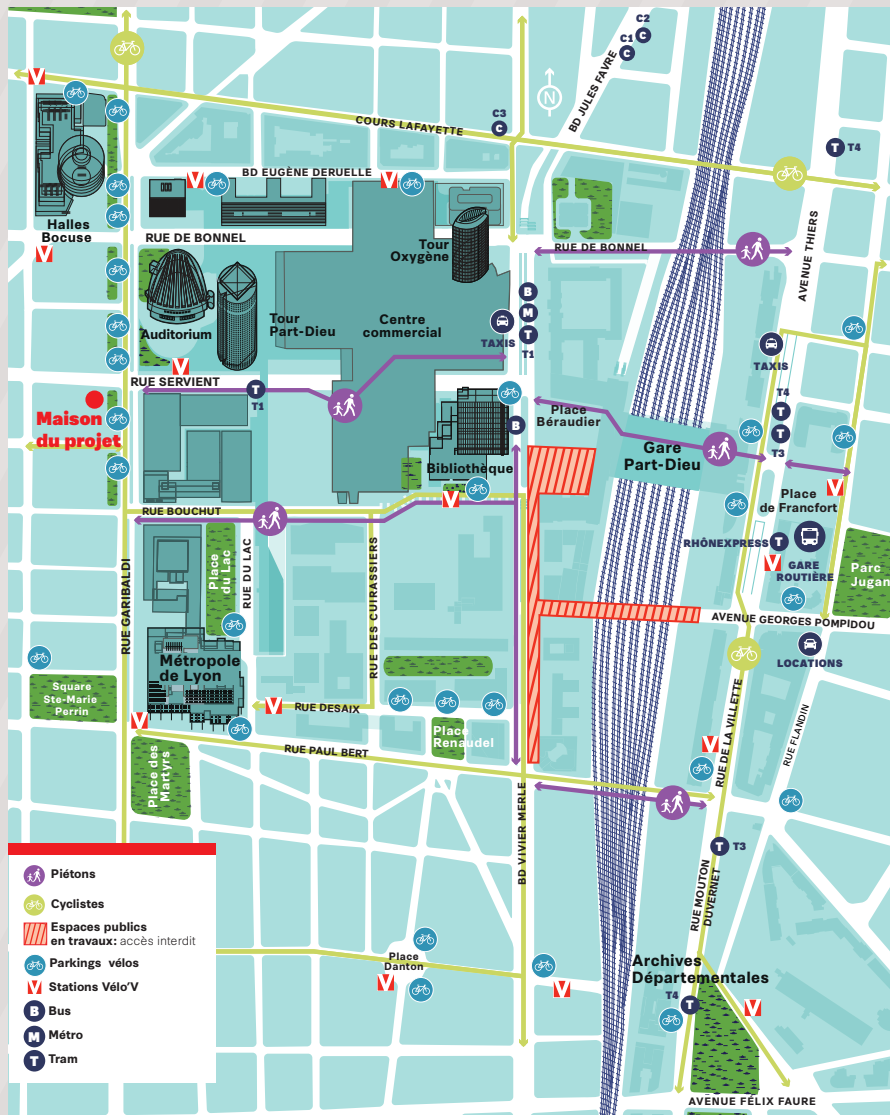 C2
C
C1
C
BD JULES FAVRE
N
V
C3
C
COURS LAFAYETTE
T T4
BD EUGÈNE DERUELLE
V
V
Halles
Bocuse
V
RUE DE BONNEL
Tour
Oxygène
RUE DE BONNEL
AVENUE THIERS
Auditorium
Tour
Part-Dieu
Centre
commercial
B
M
T
T1
TAXIS
TAXIS
V
RUE SERVIENT
T
T1
Maison
du projet
Place
Béraudier
B
Bibliothèque
V
Gare
Part-Dieu
T4
T
T
T3
V
Place
de Francfort
RUE BOUCHUT
RHÔNEXPRESS T
V
GARE
ROUTIÈRE
Parc
Jugan
RUE GARIBALDI
Place
du Lac
RUE DU LAC
RUE DES CUIRASSIERS
AVENUE GEORGES POMPIDOU
LOCATIONS
Métropole
de Lyon
Square
Ste-Marie
Perrin
V
RUE DESAIX
V
Place
Renaudel
RUE PAUL BERT
Place des
Martyrs
V
RUE DE LA VILLETTE
RUE FLANDIN
BD VIVIER MERLE
T T3
RUE MOUTON
DUVERNET
Piétons
Cyclistes
Espaces publics
en travaux: accès interdit
Parkings vélos
V Stations Vélo'V
B Bus
M Métro
T Tram
Place
Danton
V
V
Archives
Départementales
T4
T
V
AVENUE FÉLIX FAURE